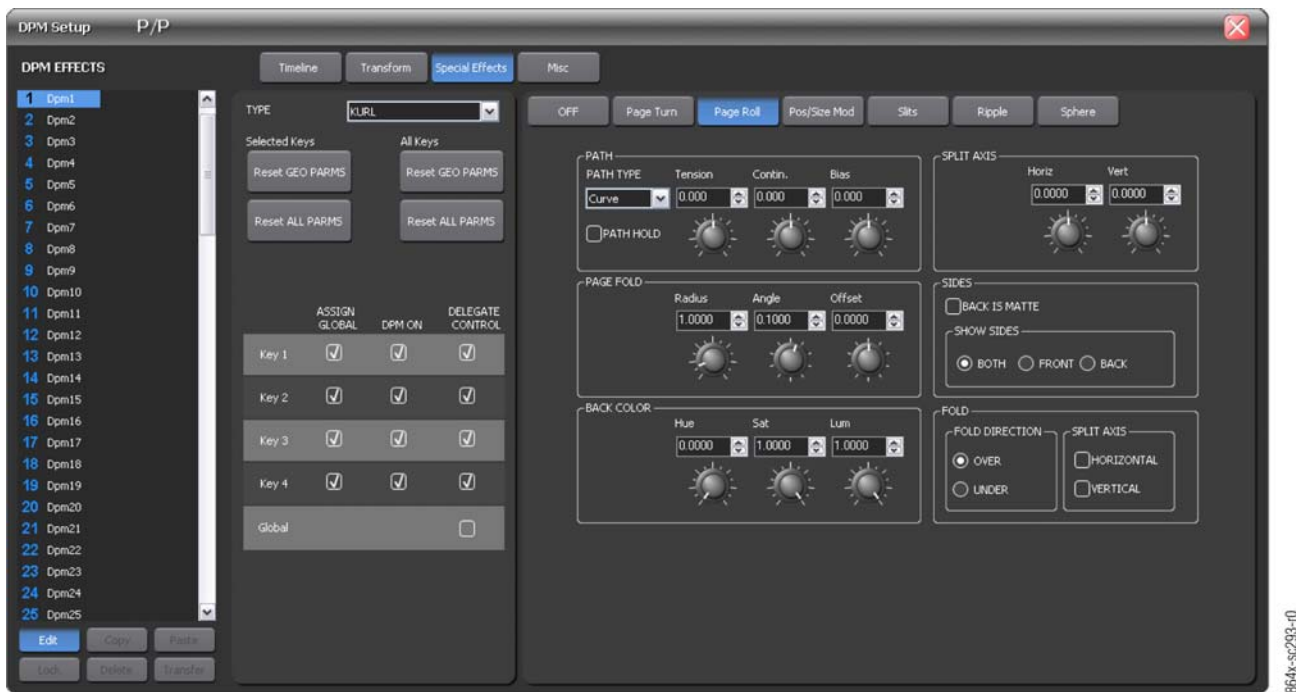 DPM Setup P/P
DPM EFFECTS
Timeline Transform Special Effects Misc
1 Dpm1
2 Dpm2
3 Dpm3
4 Dpm4
5 Dpm5
6 Dpm6
7 Dpm7
8 Dpm8
9 Dpm9
10 Dpm10
11 Dpm11
12 Dpm12
13 Dpm13
14 Dpm14
15 Dpm15
16 Dpm16
17 Dpm17
18 Dpm18
19 Dpm19
20 Dpm20
21 Dpm21
22 Dpm22
23 Dpm23
24 Dpm24
25 Dpm25
Edit Copy Paste
Lock Delete Transfer
TYPE KURL
Selected Keys All Keys
Reset GEO PARMS Reset GEO PARMS
Reset ALL PARMS Reset ALL PARMS
ASSIGN GLOBAL DPM ON DELEGATE CONTROL
Key 1
Key 2
Key 3
Key 4
Global
OFF Page Turn Page Roll Pos/Size Mod Slits Ripple Sphere
PATH
PATH TYPE Tension Contin. Bias
Curve 0.000 0.000 0.000
PATH HOLD
PAGE FOLD
Radius Angle Offset
1.0000 0.1000 0.0000
BACK COLOR
Hue Sat Lum
0.0000 1.0000 1.0000
SPLIT AXIS
Horiz Vert
0.0000 0.0000
SIDES
BACK IS MATTE
SHOW SIDES
BOTH FRONT BACK
FOLD
FOLD DIRECTION SPLIT AXIS
OVER HORIZONTAL
UNDER VERTICAL
864x-sc293-r0